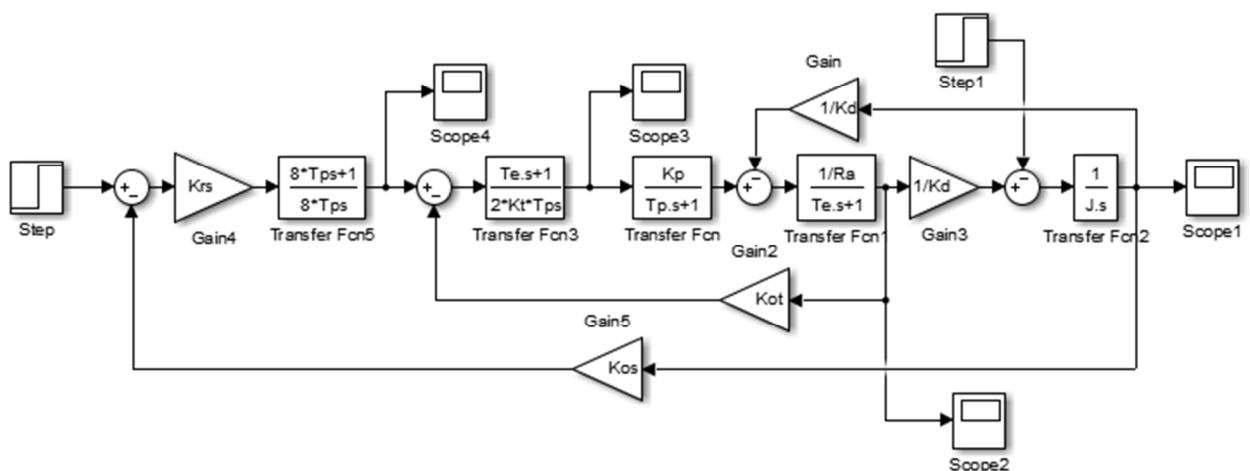 Gain
1/Kd
Step1
Scope4
Scope3
Step
+
-
Krs
Gain4
8*Tps+1
8*Tps
Transfer Fcn5
+
-
Te.s+1
2*Kt*Tps
Transfer Fcn3
Kp
Tp.s+1
Transfer Fcn
+
-
1/Ra
Te.s+1
Transfer Fcn1
1/Kd
Gain3
+
-
1
J.s
Transfer Fcn2
Scope1
Gain2
Kot
Gain5
Kos
Scope2